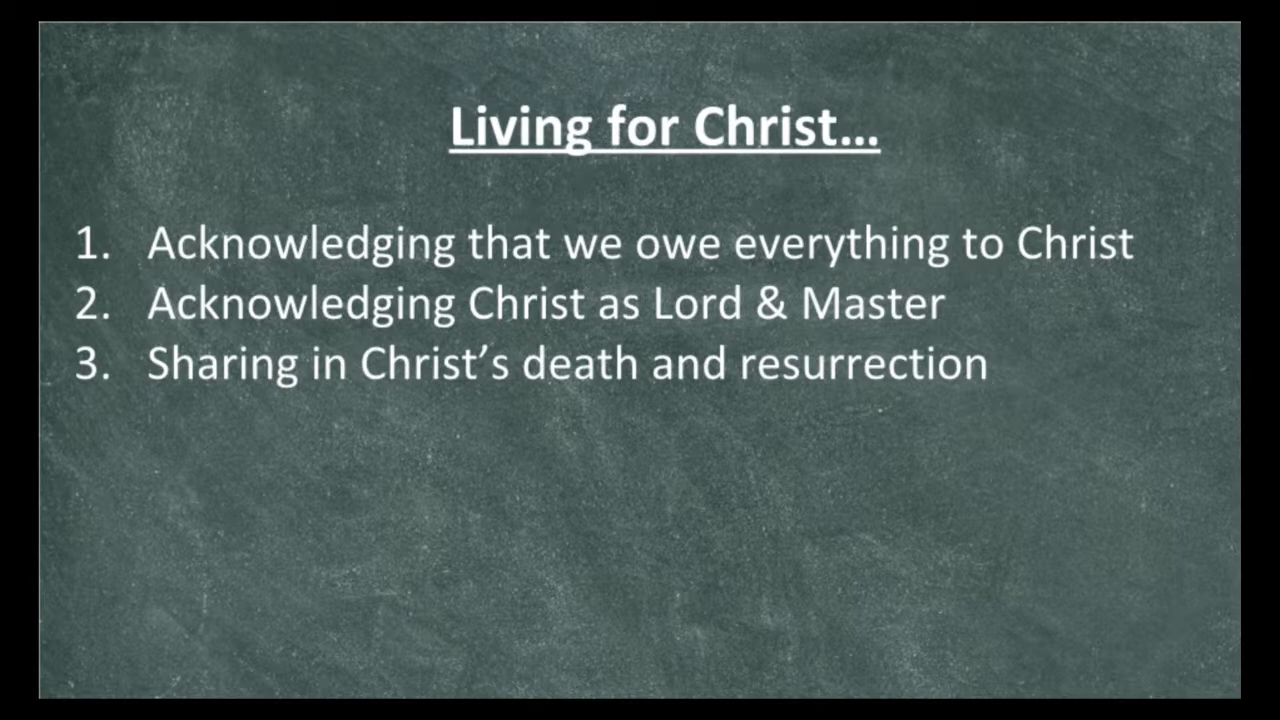 Living for Christ...
1. Acknowledging that we owe everything to Christ
2. Acknowledging Christ as Lord & Master
3. Sharing in Christ’s death and resurrection